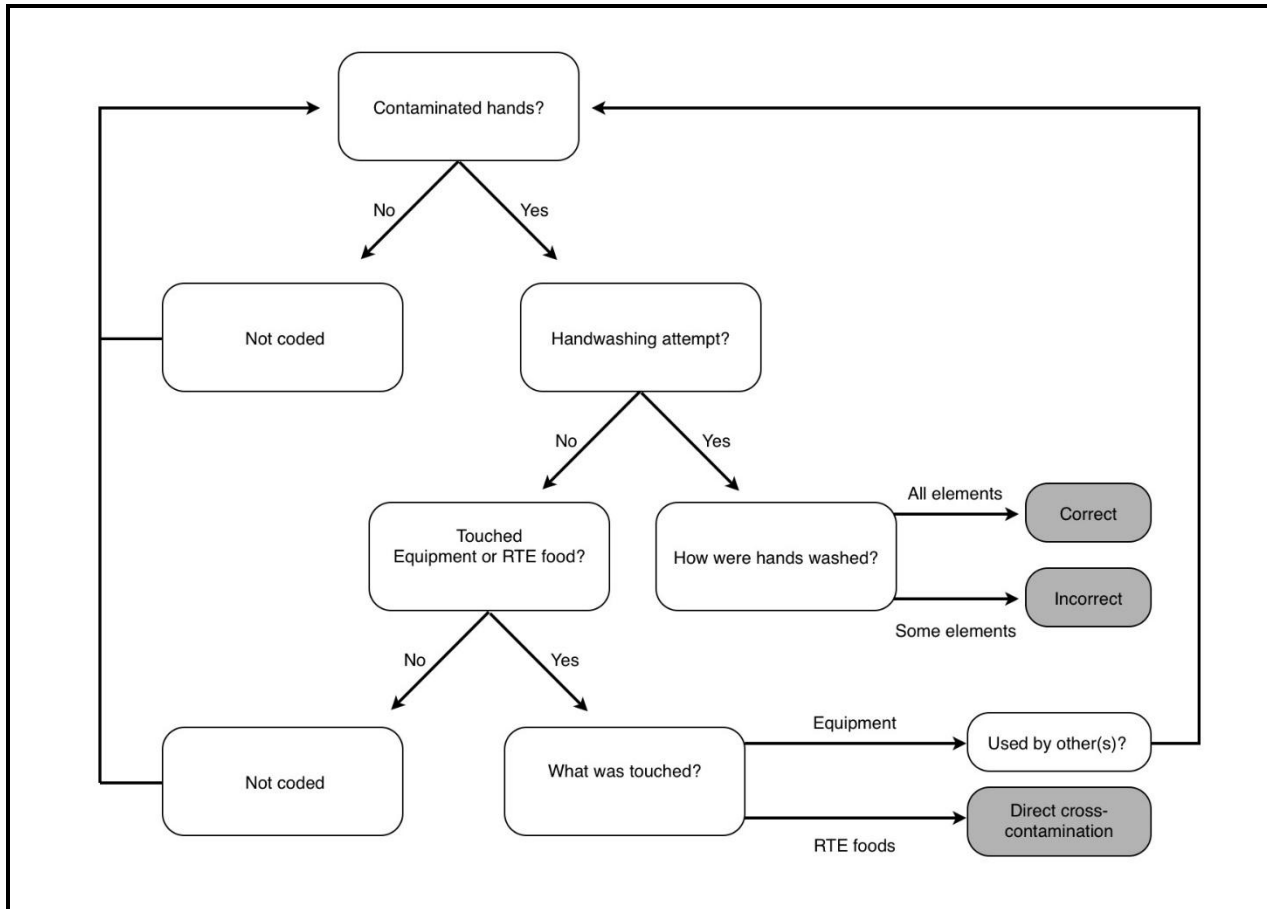 Contaminated hands?
No
Yes
Not coded
Handwashing attempt?
No
Yes
Touched
Equipment or RTE food?
How were hands washed?
All elements
Correct
Incorrect
Some elements
No
Yes
Not coded
What was touched?
Equipment
Used by other(s)?
Direct cross-
contamination
RTE foods